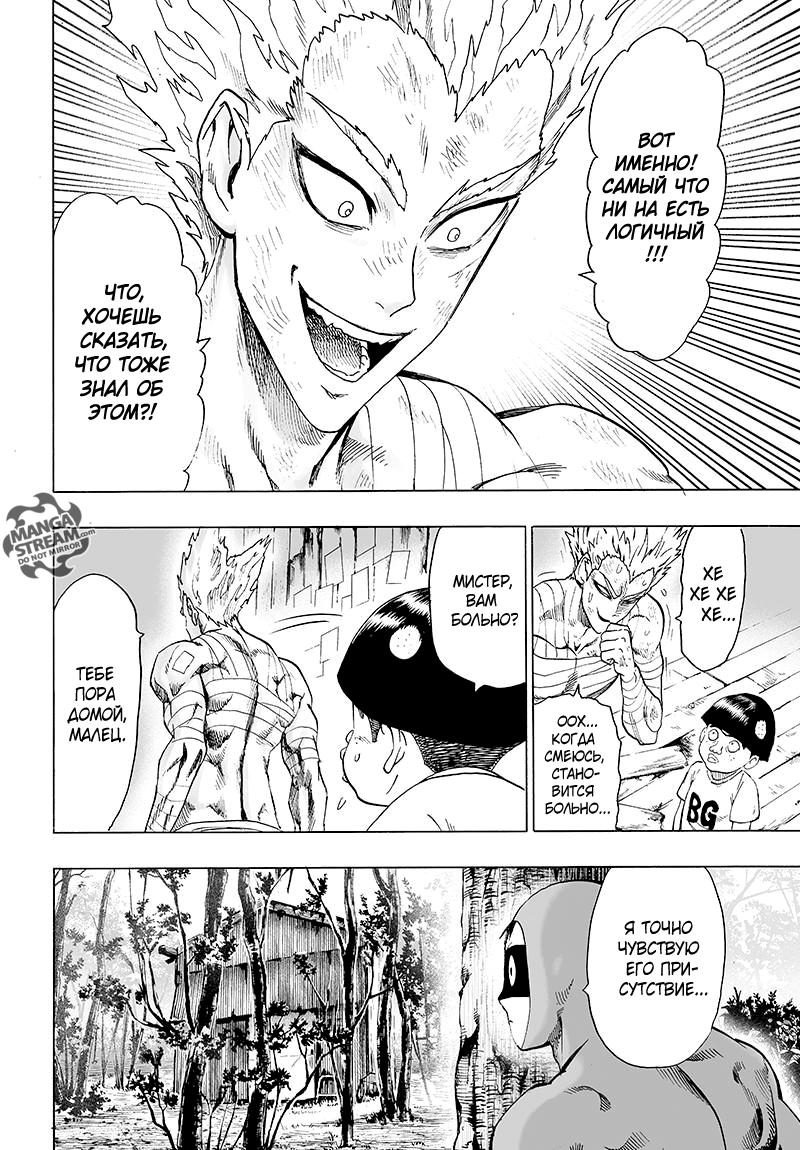 ВОТ
ИМЕННО!
САМЫЙ ЧТО
НИ НА ЕСТЬ
ЛОГИЧНЫЙ
!!!
ЧТО,
ХОЧЕШЬ
СКАЗАТЬ,
ЧТО ТОЖЕ
ЗНАЛ ОБ
ЭТОМ?!
MANGA
STREAM.
DO NOT MIRROR
ХЕ
ХЕ ХЕ
ХЕ...
ООХ...
КОГДА
СМЕЮСЬ,
СТАНО-
ВИТСЯ
БОЛЬНО...
BG
МИСТЕР,
ВАМ
БОЛЬНО?
ТЕБЕ
ПОРА
ДОМОЙ,
МАЛЕЦ.
Я ТОЧНО
ЧУВСТВУЮ
ЕГО ПРИ-
СУТСТВИЕ...